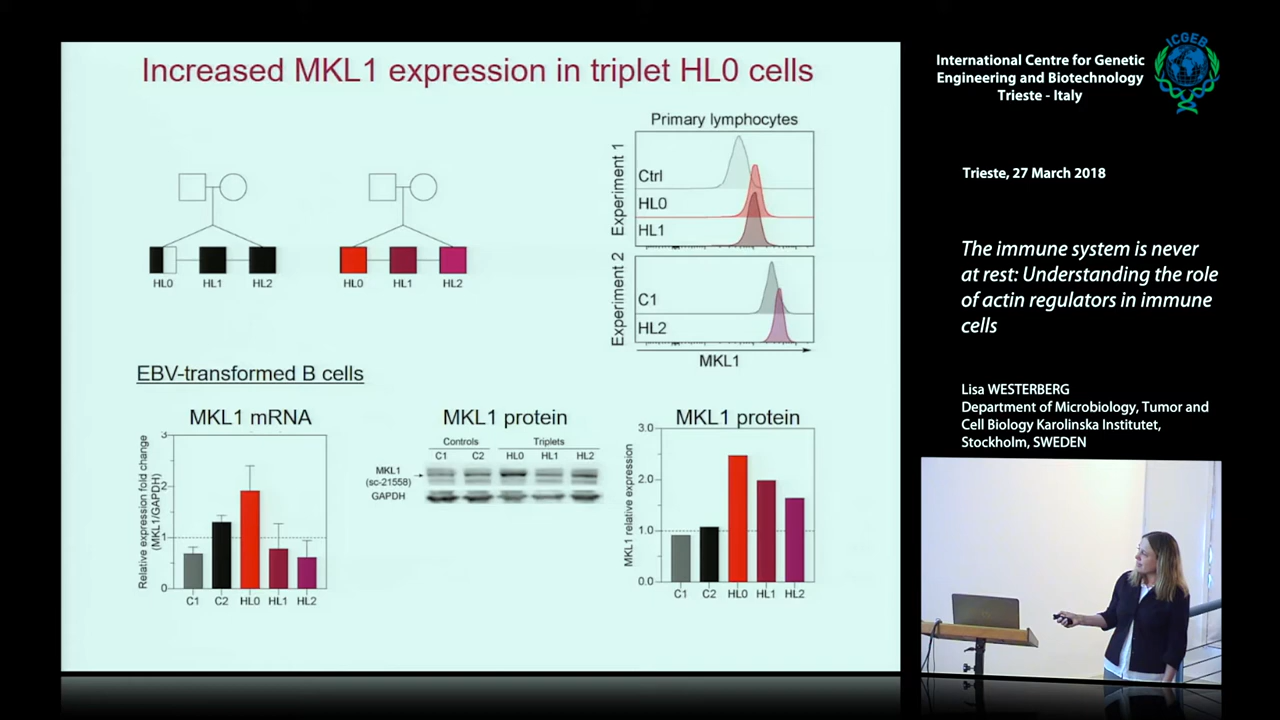 Increased MKL1 expression in triplet HL0 cells
HL0 HL1 HL2
HL0 HL1 HL2
Primary lymphocytes
Experiment 1
Ctrl
HL0
HL1
Experiment 2
C1
HL2
MKL1
EBV-transformed B cells
MKL1 mRNA
Relative expression fold change
(MKL1/GAPDH)
3
2
1
0
C1 C2 HL0 HL1 HL2
MKL1 protein
Controls Triplets
C1 C2 HL0 HL1 HL2
MKL1
(sc-21558)
GAPDH
MKL1 protein
MKL1 relative expression
3.0
2.0
1.0
0.0
C1 C2 HL0 HL1 HL2
International Centre for Genetic
Engineering and Biotechnology
Trieste - Italy
ICGEB
Trieste, 27 March 2018
The immune system is never
at rest: Understanding the role
of actin regulators in immune
cells
Lisa WESTERBERG
Department of Microbiology, Tumor and
Cell Biology Karolinska Institutet,
Stockholm, SWEDEN